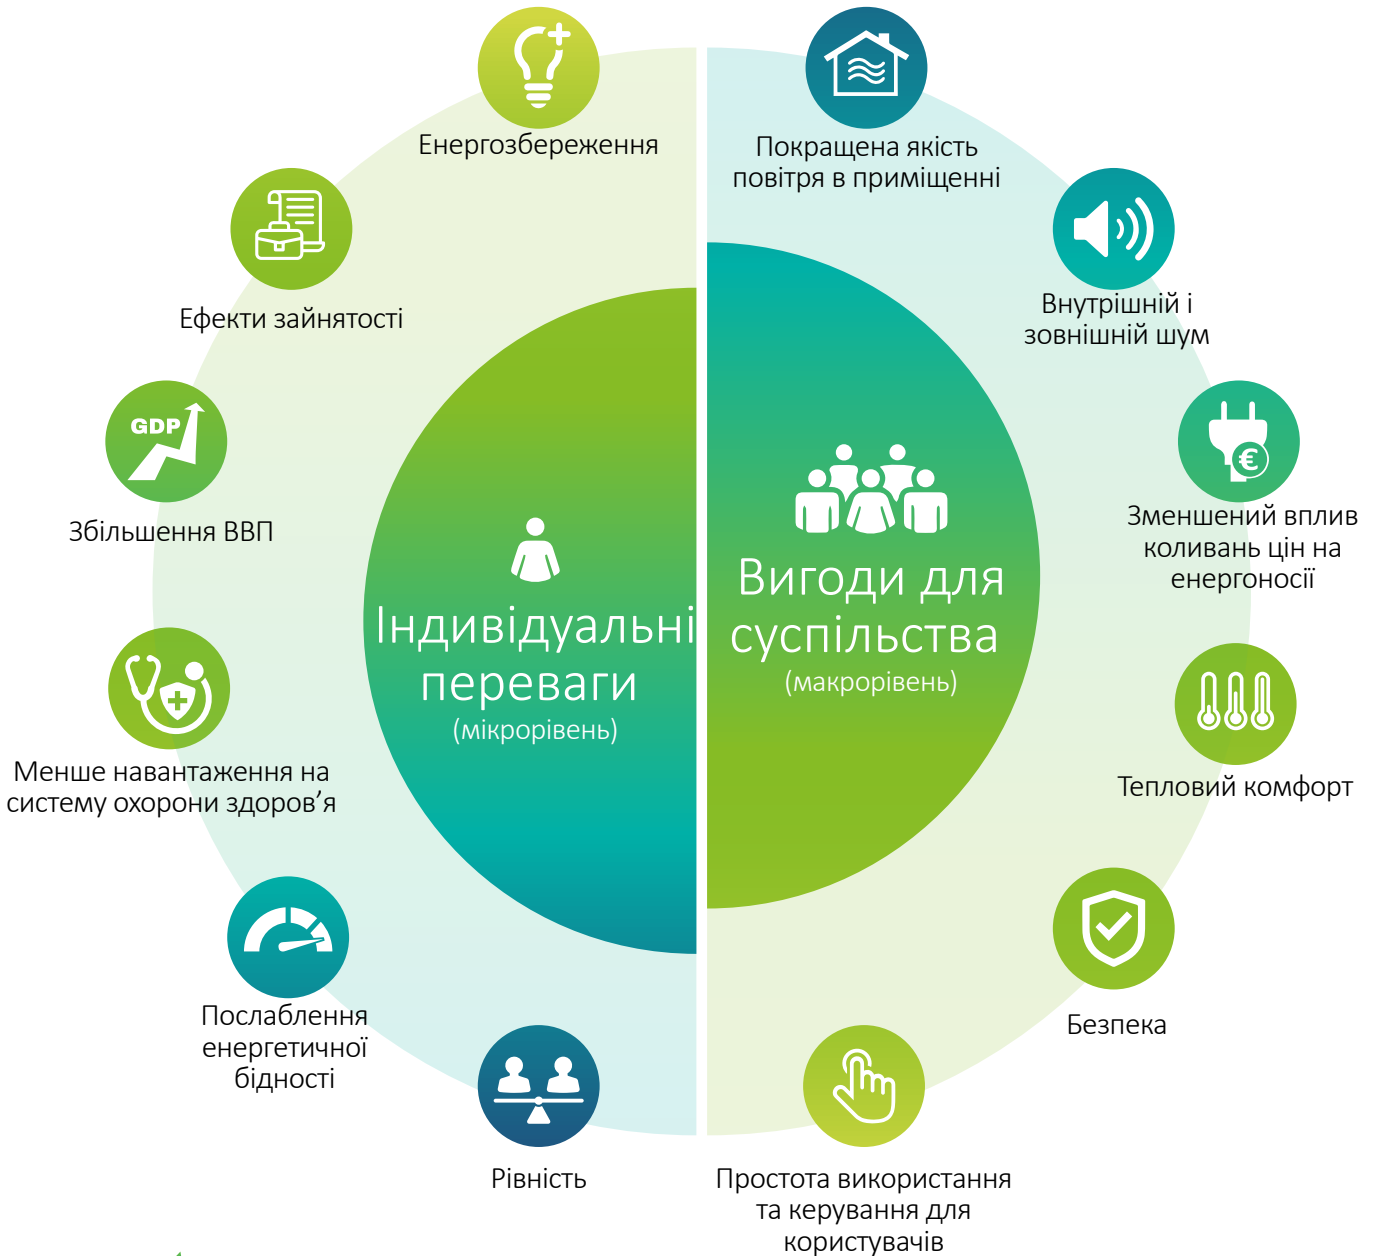 Енергозбереження
Ефекти зайнятості
GDP
Збільшення ВВП
Менше навантаження на
систему охорони здоров’я
Послаблення
енергетичної
бідності
Рівність
Індивідуальні
переваги
(мікрорівень)
Вигоди для
суспільства
(макрорівень)
Покращена якість
повітря в приміщенні
Внутрішній і
зовнішній шум
€
Зменшений вплив
коливань цін на
енергоносії
Тепловий комфорт
Безпека
Простота використання
та керування для
користувачів